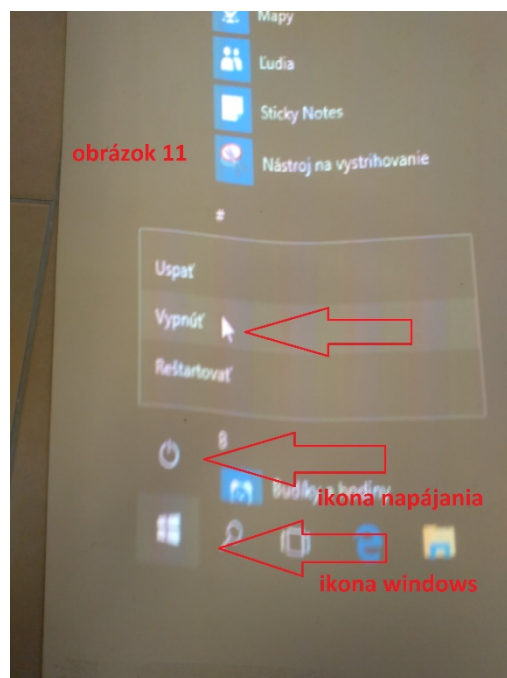 Mapy
Ľudia
Sticky Notes
obrázok 11
Nástroj na vystrihovanie
#
Uspať
Vypnúť
Reštartovať
Budíky a hodiny
ikona napájania
ikona windows